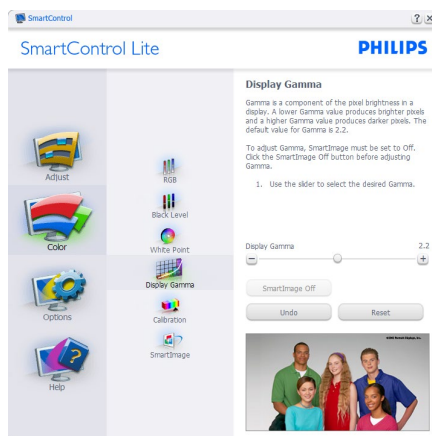 SmartControl
SmartControl Lite
PHILIPS
Adjust
Color
Options
Help
RGB
Black Level
White Point
Display Gamma
Calibration
SmartImage
Display Gamma
Gamma is a component of the pixel brightness in a
display. A lower Gamma value produces brighter pixels
and a higher Gamma value produces darker pixels. The
default value for Gamma is 2.2.
To adjust Gamma, SmartImage must be set to Off.
Click the SmartImage Off button before adjusting
Gamma.
1. Use the slider to select the desired Gamma.
Display Gamma 2.2
SmartImage Off
Undo Reset